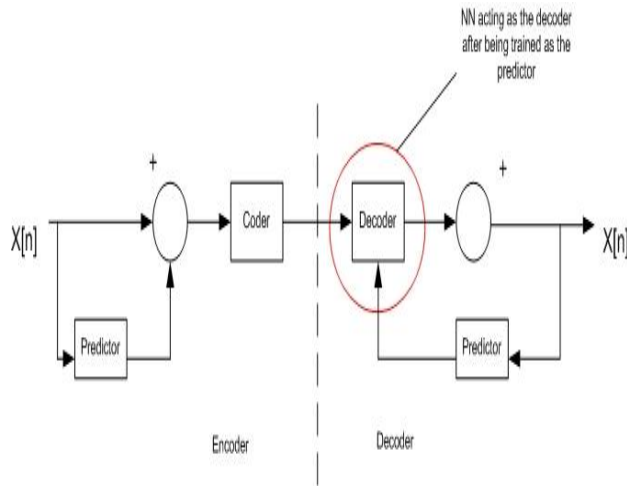 NN acting as the decoder
after being trained as the
predictor
+
+
Coder
Decoder
X[n]
X[n]
Predictor
Predictor
Encoder
Decoder